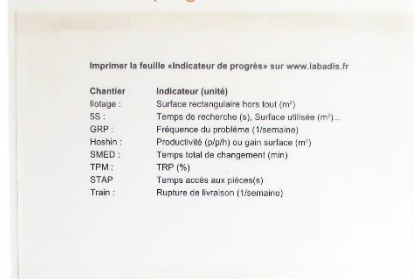 Imprimer la feuille «Indicateur de progrès» sur www.labadis.fr
Chantier Indicateur (unité)
Ilotage : Surface rectangulaire hors tout (m²)
5S : Temps de recherche (s), Surface utilisée (m²)...
GRP : Fréquence du problème (1/semaine)
Hoshin : Productivité (p/p/h) ou gain surface (m²)
SMED : Temps total de changement (min)
TPM : TRP (%)
STAP Temps accès aux pièces(s)
Train : Rupture de livraison (1/semaine)